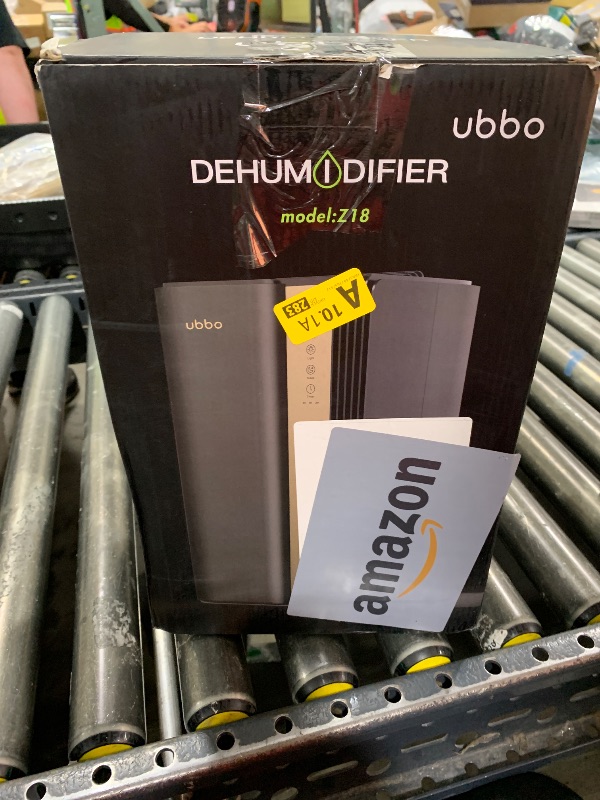 ubbo
DEHUMIDIFIER
model:Z18
ubbo
A 10.1A
283
amazon